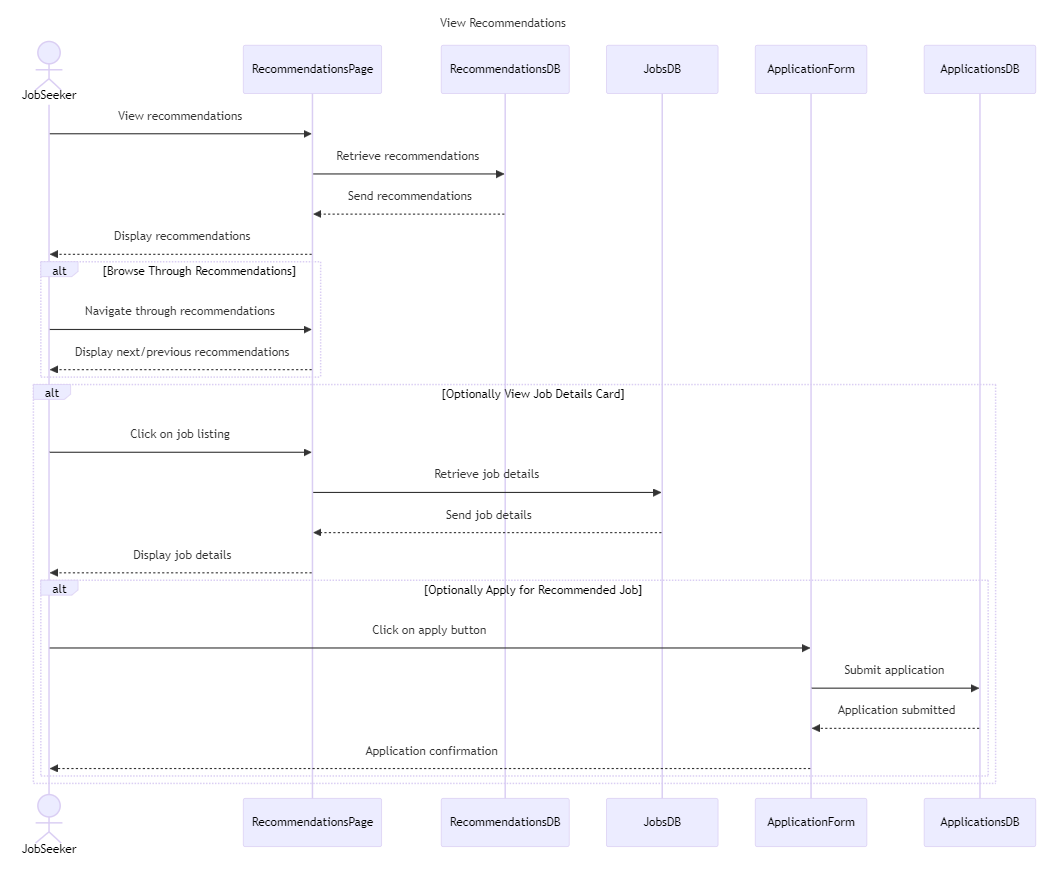 View Recommendations
JobSeeker
RecommendationsPage
RecommendationsDB
JobsDB
ApplicationForm
ApplicationsDB
View recommendations
Retrieve recommendations
Send recommendations
Display recommendations
alt
[Browse Through Recommendations]
Navigate through recommendations
Display next/previous recommendations
alt
[Optionally View Job Details Card]
Click on job listing
Retrieve job details
Send job details
Display job details
alt
[Optionally Apply for Recommended Job]
Click on apply button
Submit application
Application submitted
Application confirmation
JobSeeker
RecommendationsPage
RecommendationsDB
JobsDB
ApplicationForm
ApplicationsDB